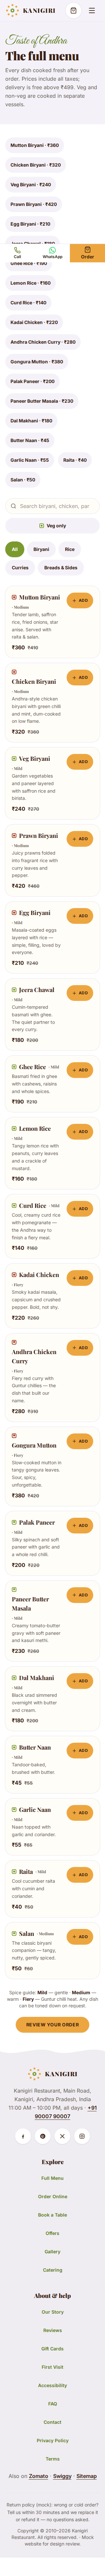 KANIGIRI
Taste of Andhra
The full menu
Every dish cooked fresh after you
order. Prices include all taxes;
delivery is free above ₹499. Veg and
non-veg are cooked in separate
vessels.
Mutton Biryani · ₹360
Chicken Biryani · ₹320
Veg Biryani · ₹240
Prawn Biryani · ₹420
Egg Biryani · ₹210
Call
WhatsApp
Order
Lemon Rice · ₹160
Curd Rice · ₹140
Kadai Chicken · ₹220
Andhra Chicken Curry · ₹280
Gongura Mutton · ₹380
Palak Paneer · ₹200
Paneer Butter Masala · ₹230
Dal Makhani · ₹180
Butter Naan · ₹45
Garlic Naan · ₹55
Raita · ₹40
Salan · ₹50
Search biryani, chicken, par
Veg only
All
Biryani
Rice
Curries
Breads & Sides
Mutton Biryani
· Medium
Tender lamb, saffron
rice, fried onions, star
anise. Served with
raita & salan.
₹360 ₹410
ADD
Chicken Biryani
· Medium
Andhra-style chicken
biryani with green chilli
and mint, dum-cooked
on low flame.
₹320 ₹360
ADD
Veg Biryani
· Mild
Garden vegetables
and paneer layered
with saffron rice and
birista.
₹240 ₹270
ADD
Prawn Biryani
· Medium
Juicy prawns folded
into fragrant rice with
curry leaves and
pepper.
₹420 ₹460
ADD
Egg Biryani
· Mild
Masala-coated eggs
layered with rice —
simple, filling, loved by
everyone.
₹210 ₹240
ADD
Jeera Chawal
· Mild
Cumin-tempered
basmati with ghee.
The quiet partner to
every curry.
₹180 ₹200
ADD
Ghee Rice · Mild
Basmati fried in ghee
with cashews, raisins
and whole spices.
₹190 ₹210
ADD
Lemon Rice
· Mild
Tangy lemon rice with
peanuts, curry leaves
and a crackle of
mustard.
₹160 ₹180
ADD
Curd Rice · Mild
Cool, creamy curd rice
with pomegranate —
the Andhra way to
finish a fiery meal.
₹140 ₹160
ADD
Kadai Chicken
· Fiery
Smoky kadai masala,
capsicum and crushed
pepper. Bold, not shy.
₹220 ₹260
ADD
Andhra Chicken
Curry
· Fiery
Fiery red curry with
Guntur chillies — the
dish that built our
name.
₹280 ₹310
ADD
Gongura Mutton
· Fiery
Slow-cooked mutton in
tangy gongura leaves.
Sour, spicy,
unforgettable.
₹380 ₹420
ADD
Palak Paneer
· Mild
Silky spinach and soft
paneer with garlic and
a whole red chilli.
₹200 ₹220
ADD
Paneer Butter
Masala
· Mild
Creamy tomato-butter
gravy with soft paneer
and kasuri methi.
₹230 ₹260
ADD
Dal Makhani
· Mild
Black urad simmered
overnight with butter
and cream.
₹180 ₹200
ADD
Butter Naan
· Mild
Tandoor-baked,
brushed with butter.
₹45 ₹55
ADD
Garlic Naan
· Mild
Naan topped with
garlic and coriander.
₹55 ₹65
ADD
Raita · Mild
Cool cucumber raita
with cumin and
coriander.
₹40 ₹50
ADD
Salan · Medium
The classic biryani
companion — tangy,
nutty, gently spiced.
₹50 ₹60
ADD
Spice guide: Mild — gentle · Medium —
warm · Fiery — Guntur chilli heat. Any dish
can be toned down on request.
REVIEW YOUR ORDER
KANIGIRI
Kanigiri Restaurant, Main Road,
Kanigiri, Andhra Pradesh, India
11:00 AM – 10:00 PM, all days · +91
90007 90007
Explore
Full Menu
Order Online
Book a Table
Offers
Gallery
Catering
About & help
Our Story
Reviews
Gift Cards
First Visit
Accessibility
FAQ
Contact
Privacy Policy
Terms
Also on Zomato · Swiggy · Sitemap
Return policy (mock): wrong or cold order?
Tell us within 30 minutes and we replace it
or refund it — no questions asked.
Copyright © 2010–2026 Kanigiri
Restaurant. All rights reserved. · Mock
website for design review.